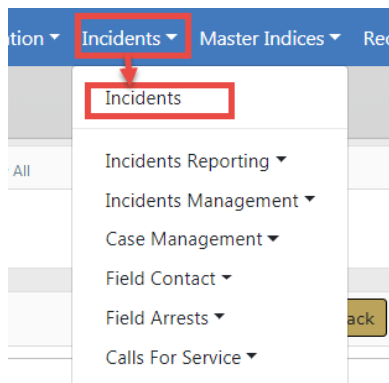 Incidents Master Indices
Incidents
All
Incidents Reporting
Incidents Management
Case Management
Field Contact
Field Arrests
Calls For Service